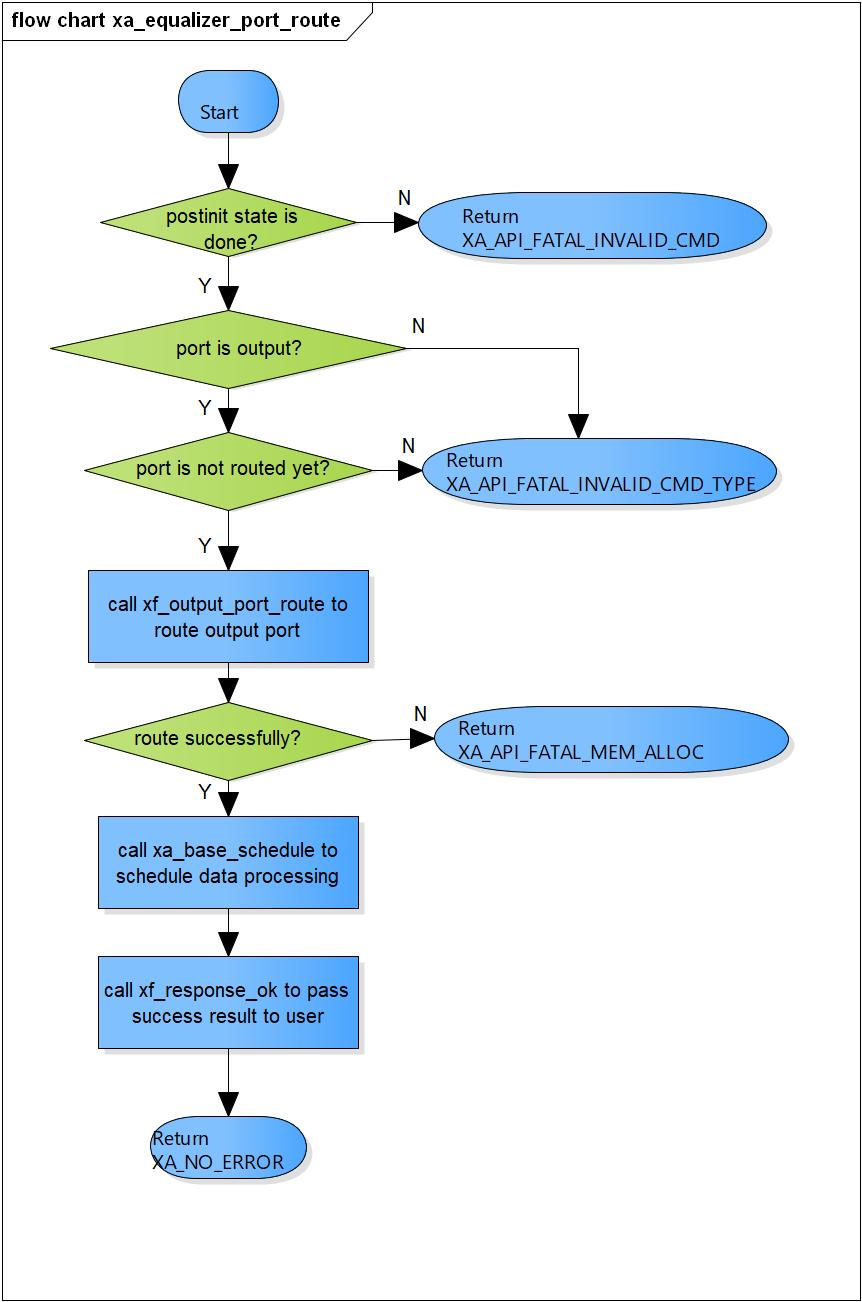 flow chart xa_equalizer_port_route
Start
postinit state is
done?
N
Return
XA_API_FATAL_INVALID_CMD
Y
port is output?
N
Y
port is not routed yet?
N
Return
XA_API_FATAL_INVALID_CMD_TYPE
Y
call xf_output_port_route to
route output port
route successfully?
N
Return
XA_API_FATAL_MEM_ALLOC
Y
call xa_base_schedule to
schedule data processing
call xf_response_ok to pass
success result to user
Return
XA_NO_ERROR